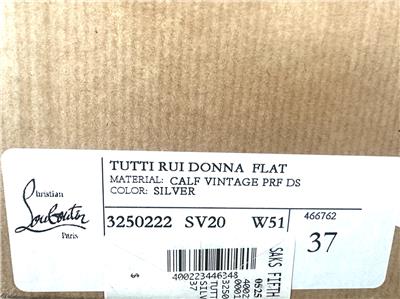 TUTTI RUI DONNA FLAT
MATERIAL: CALF VINTAGE PRF DS
COLOR: SILVER
Christian
Louboutin
Paris
3250222 SV20 W51
466762
37
$
400223446348
SAKS FIFTH
0525